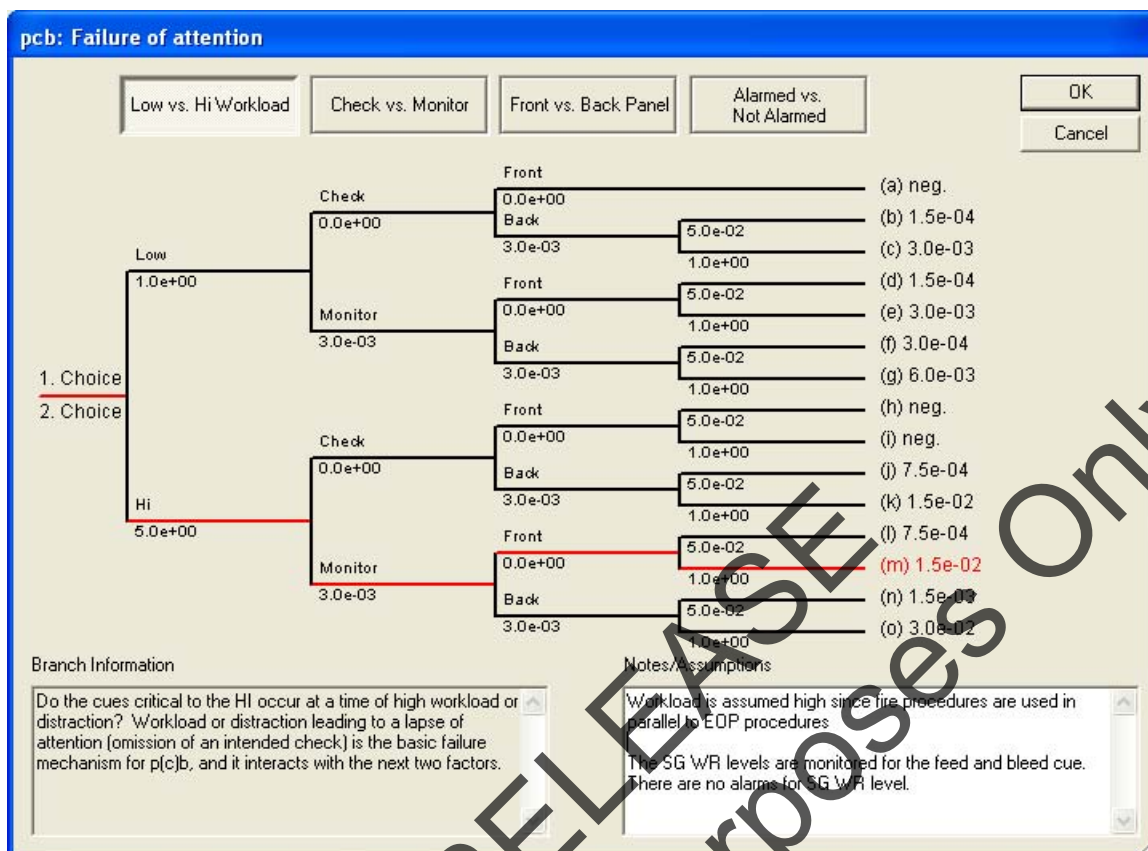 pcb: Failure of attention
Low vs. Hi Workload
Check vs. Monitor
Front vs. Back Panel
Alarmed vs.
Not Alarmed
OK
Cancel
Front
(a) neg.
Check
0.0e+00
0.0e+00
Back
(b) 1.5e-04
5.0e-02
3.0e-03
(c) 3.0e-03
Low
1.0e+00
1.0e+00
Front
(d) 1.5e-04
5.0e-02
Monitor
0.0e+00
(e) 3.0e-03
3.0e-03
1.0e+00
Back
(f) 3.0e-04
5.0e-02
1. Choice
3.0e-03
(g) 6.0e-03
1.0e+00
2. Choice
Front
(h) neg.
5.0e-02
Check
0.0e+00
(i) neg.
0.0e+00
1.0e+00
Back
(j) 7.5e-04
5.0e-02
Hi
3.0e-03
(k) 1.5e-02
5.0e+00
1.0e+00
Front
(l) 7.5e-04
5.0e-02
Monitor
0.0e+00
(m) 1.5e-02
3.0e-03
1.0e+00
Back
(n) 1.5e-03
5.0e-02
3.0e-03
(o) 3.0e-02
1.0e+00
Branch Information
Do the cues critical to the HI occur at a time of high workload or
distraction? Workload or distraction leading to a lapse of
attention (omission of an intended check) is the basic failure
mechanism for p(c)b, and it interacts with the next two factors.
Notes/Assumptions
Workload is assumed high since fire procedures are used in
parallel to EOP procedures
The SG WR levels are monitored for the feed and bleed cue.
There are no alarms for SG WR level.
RELEASE
Only